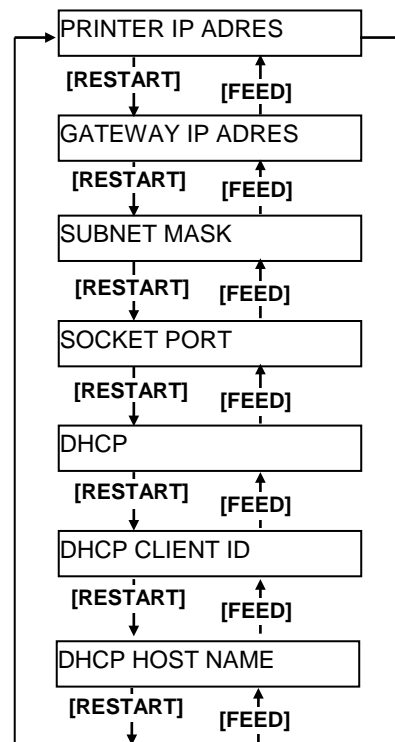 PRINTER IP ADRES
[RESTART] [FEED]
GATEWAY IP ADRES
[RESTART] [FEED]
SUBNET MASK
[RESTART] [FEED]
SOCKET PORT
[RESTART] [FEED]
DHCP
[RESTART] [FEED]
DHCP CLIENT ID
[RESTART] [FEED]
DHCP HOST NAME
[RESTART] [FEED]